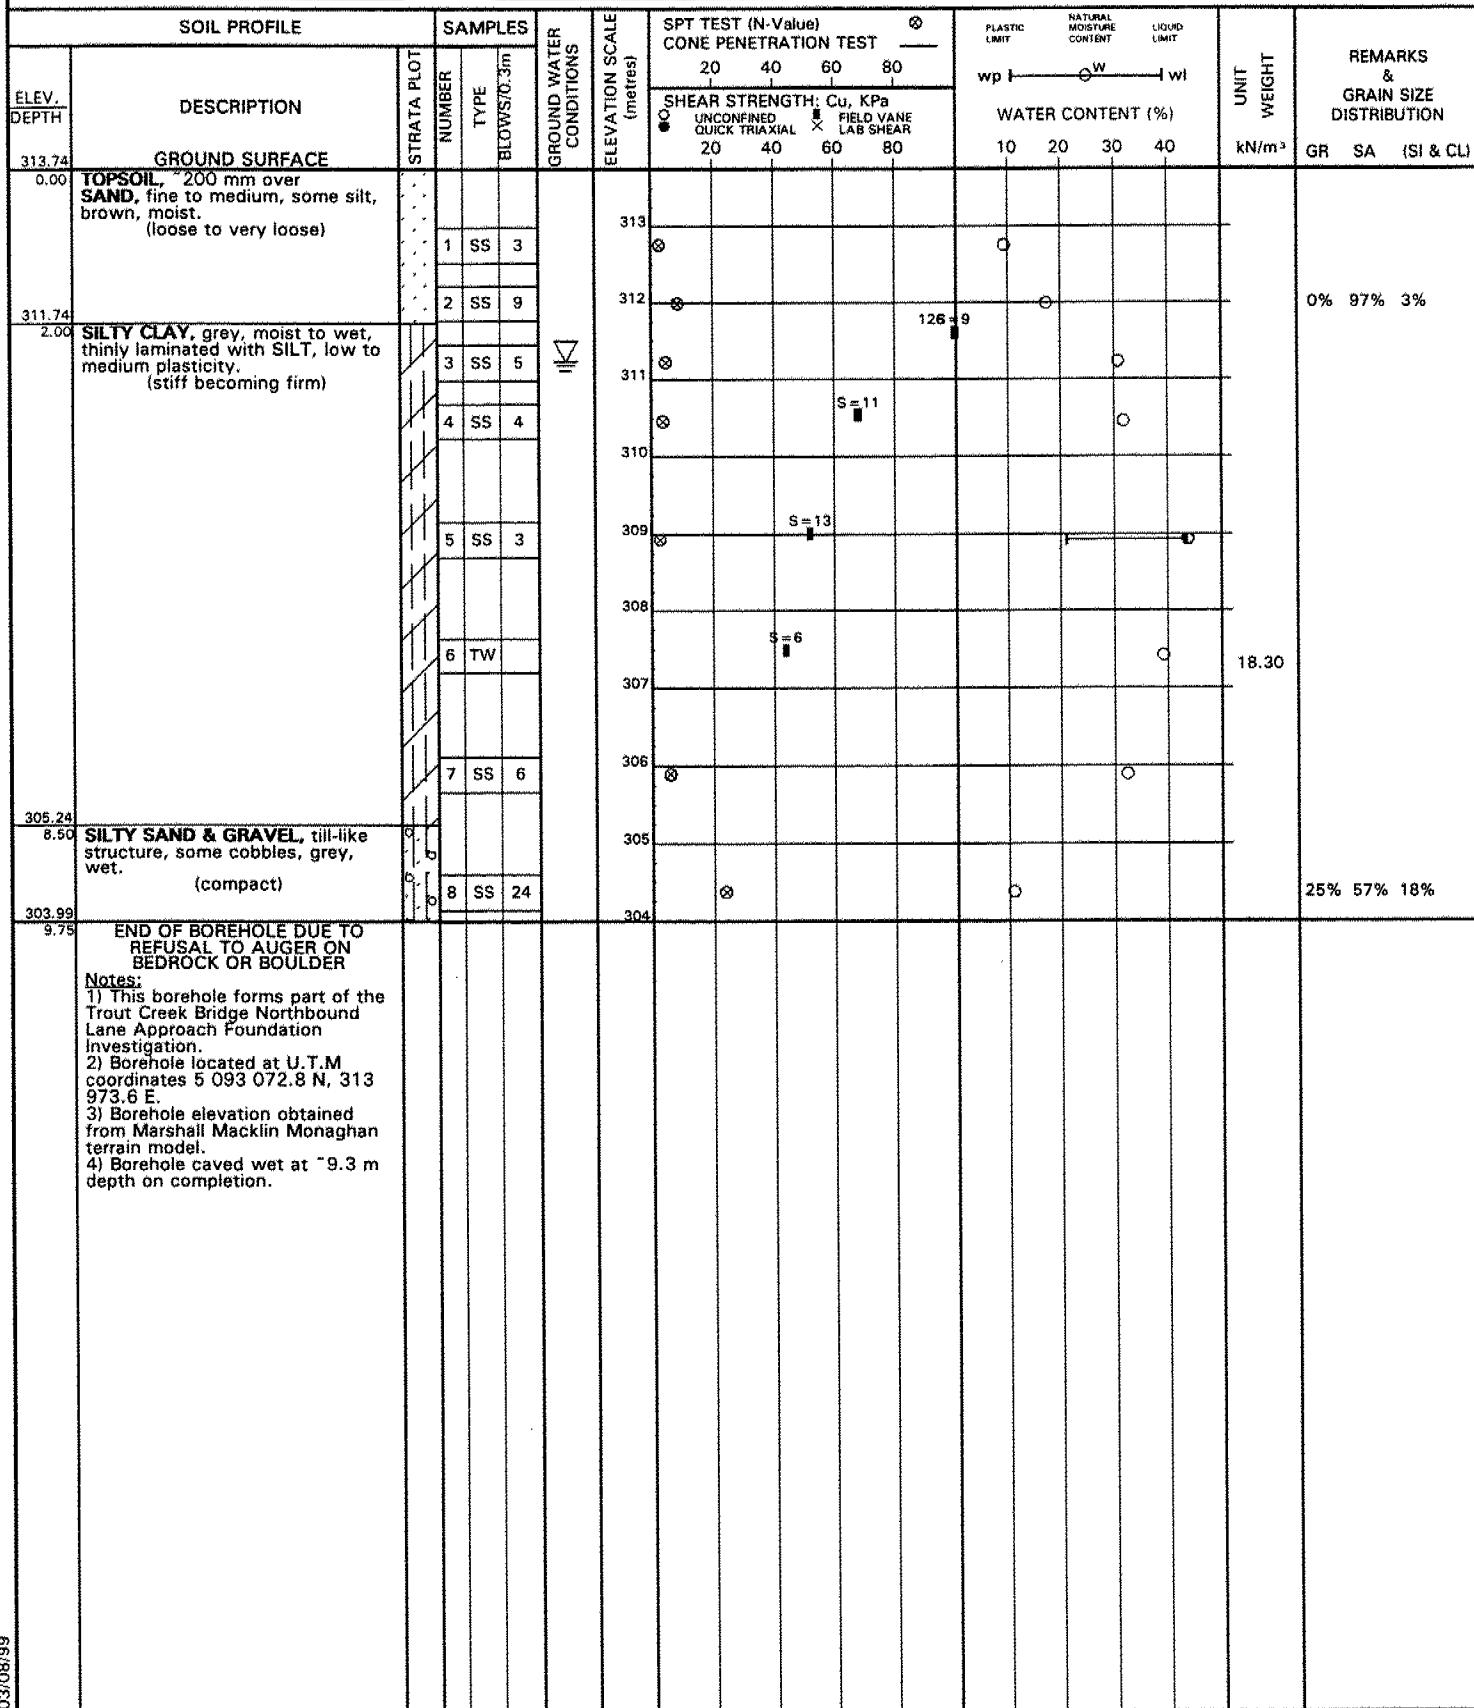 SOIL PROFILE
SAMPLES
GROUND WATER
CONDITIONS
ELEVATION SCALE
(metres)
SPT TEST (N-Value) ⊗
CONE PENETRATION TEST
20 40 60 80
SHEAR STRENGTH: Cu, KPa
UNCONFINED FIELD VANE
QUICK TRIAXIAL LAB SHEAR
20 40 60 80
PLASTIC LIMIT
NATURAL MOISTURE CONTENT
LIQUID LIMIT
wp W wl
WATER CONTENT (%)
10 20 30 40
UNIT
WEIGHT
kN/m³
REMARKS
&
GRAIN SIZE
DISTRIBUTION
GR SA (SI & CL)
ELEV.
DEPTH
DESCRIPTION
STRATA PLOT
NUMBER
TYPE
BLOWS/0.3m
313.74 GROUND SURFACE
0.00 TOPSOIL, ~200 mm over
SAND, fine to medium, some silt,
brown, moist.
(loose to very loose)
313
1 SS 3
312
2 SS 9
0% 97% 3%
311.74
126 = 9
2.00 SILTY CLAY, grey, moist to wet,
thinly laminated with SILT, low to
medium plasticity.
(stiff becoming firm)
3 SS 5
311
S=11
4 SS 4
310
S=13
309
5 SS 3
308
S=6
6 TW
18.30
307
306
7 SS 6
305.24
8.50 SILTY SAND & GRAVEL, till-like
structure, some cobbles, grey,
wet.
(compact)
305
8 SS 24
25% 57% 18%
303.99
304
9.75 END OF BOREHOLE DUE TO
REFUSAL TO AUGER ON
BEDROCK OR BOULDER
Notes:
1) This borehole forms part of the
Trout Creek Bridge Northbound
Lane Approach Foundation
Investigation.
2) Borehole located at U.T.M
coordinates 5 093 072.8 N, 313
973.6 E.
3) Borehole elevation obtained
from Marshall Macklin Monaghan
terrain model.
4) Borehole caved wet at ~9.3 m
depth on completion.
03/08/99